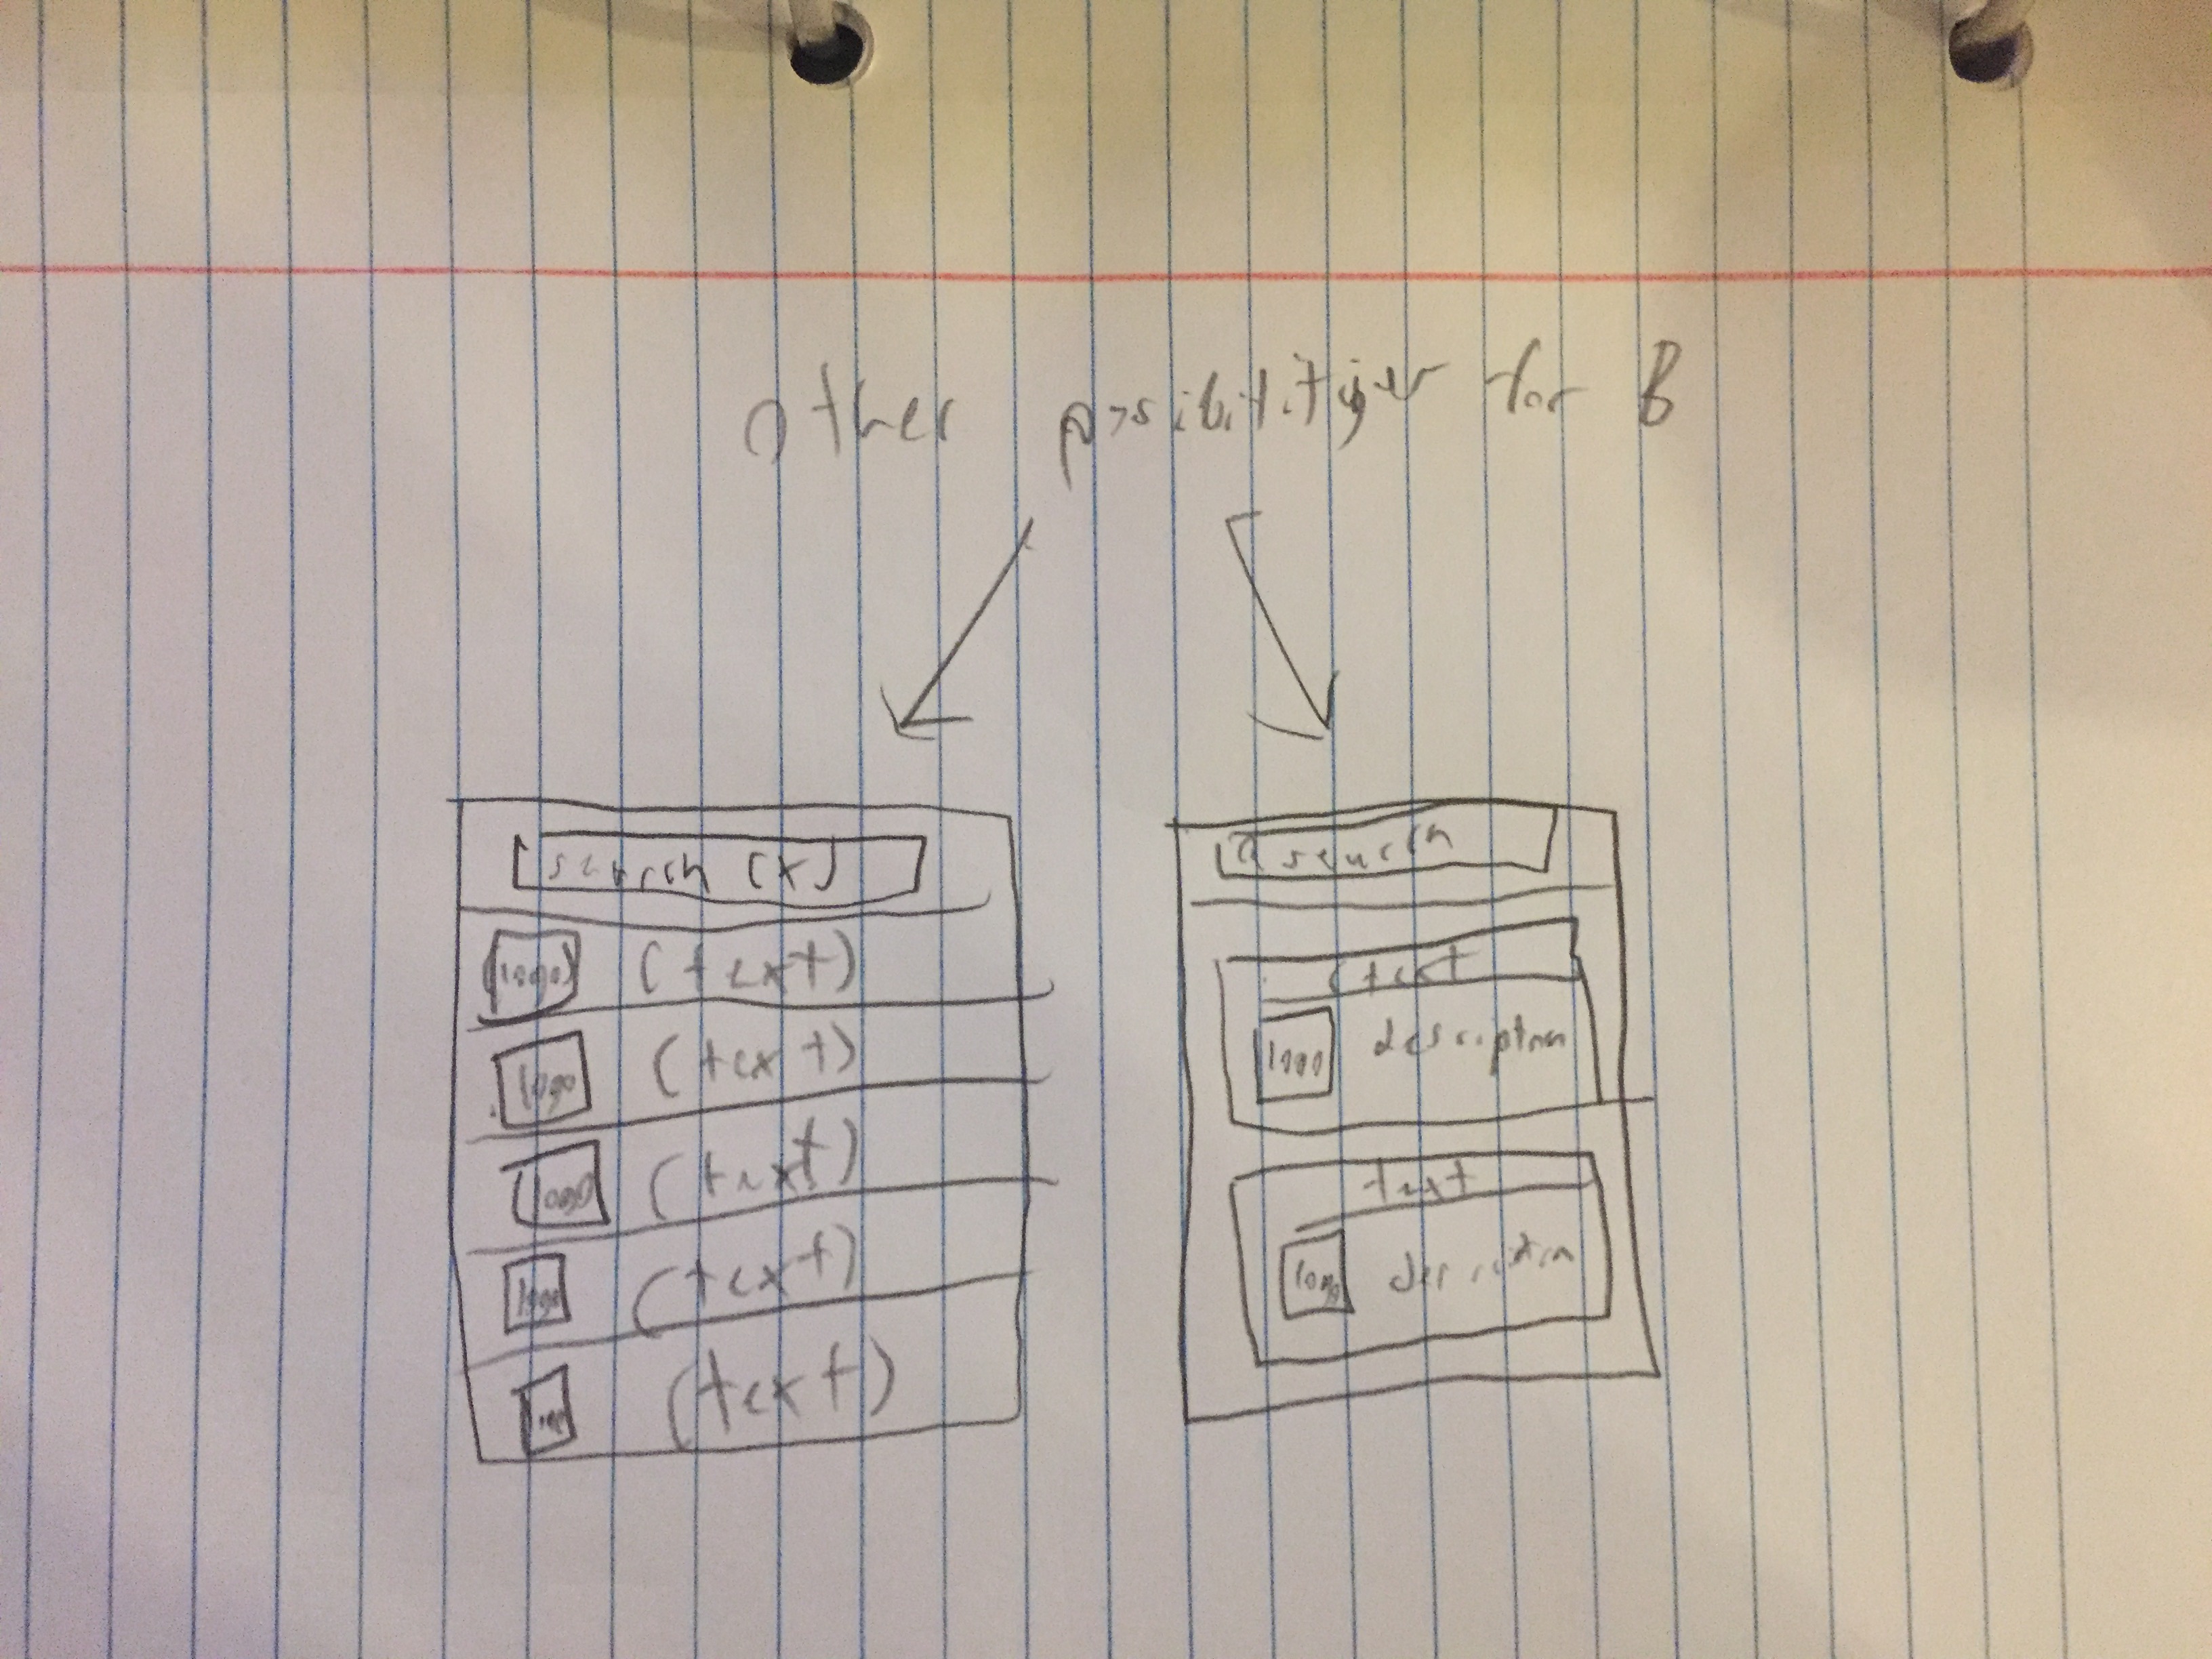 Other possibilities for B
search (x)
logo (text)
logo (text)
logo (text)
logo (text)
logo (text)
search
(text
logo description
text
logo